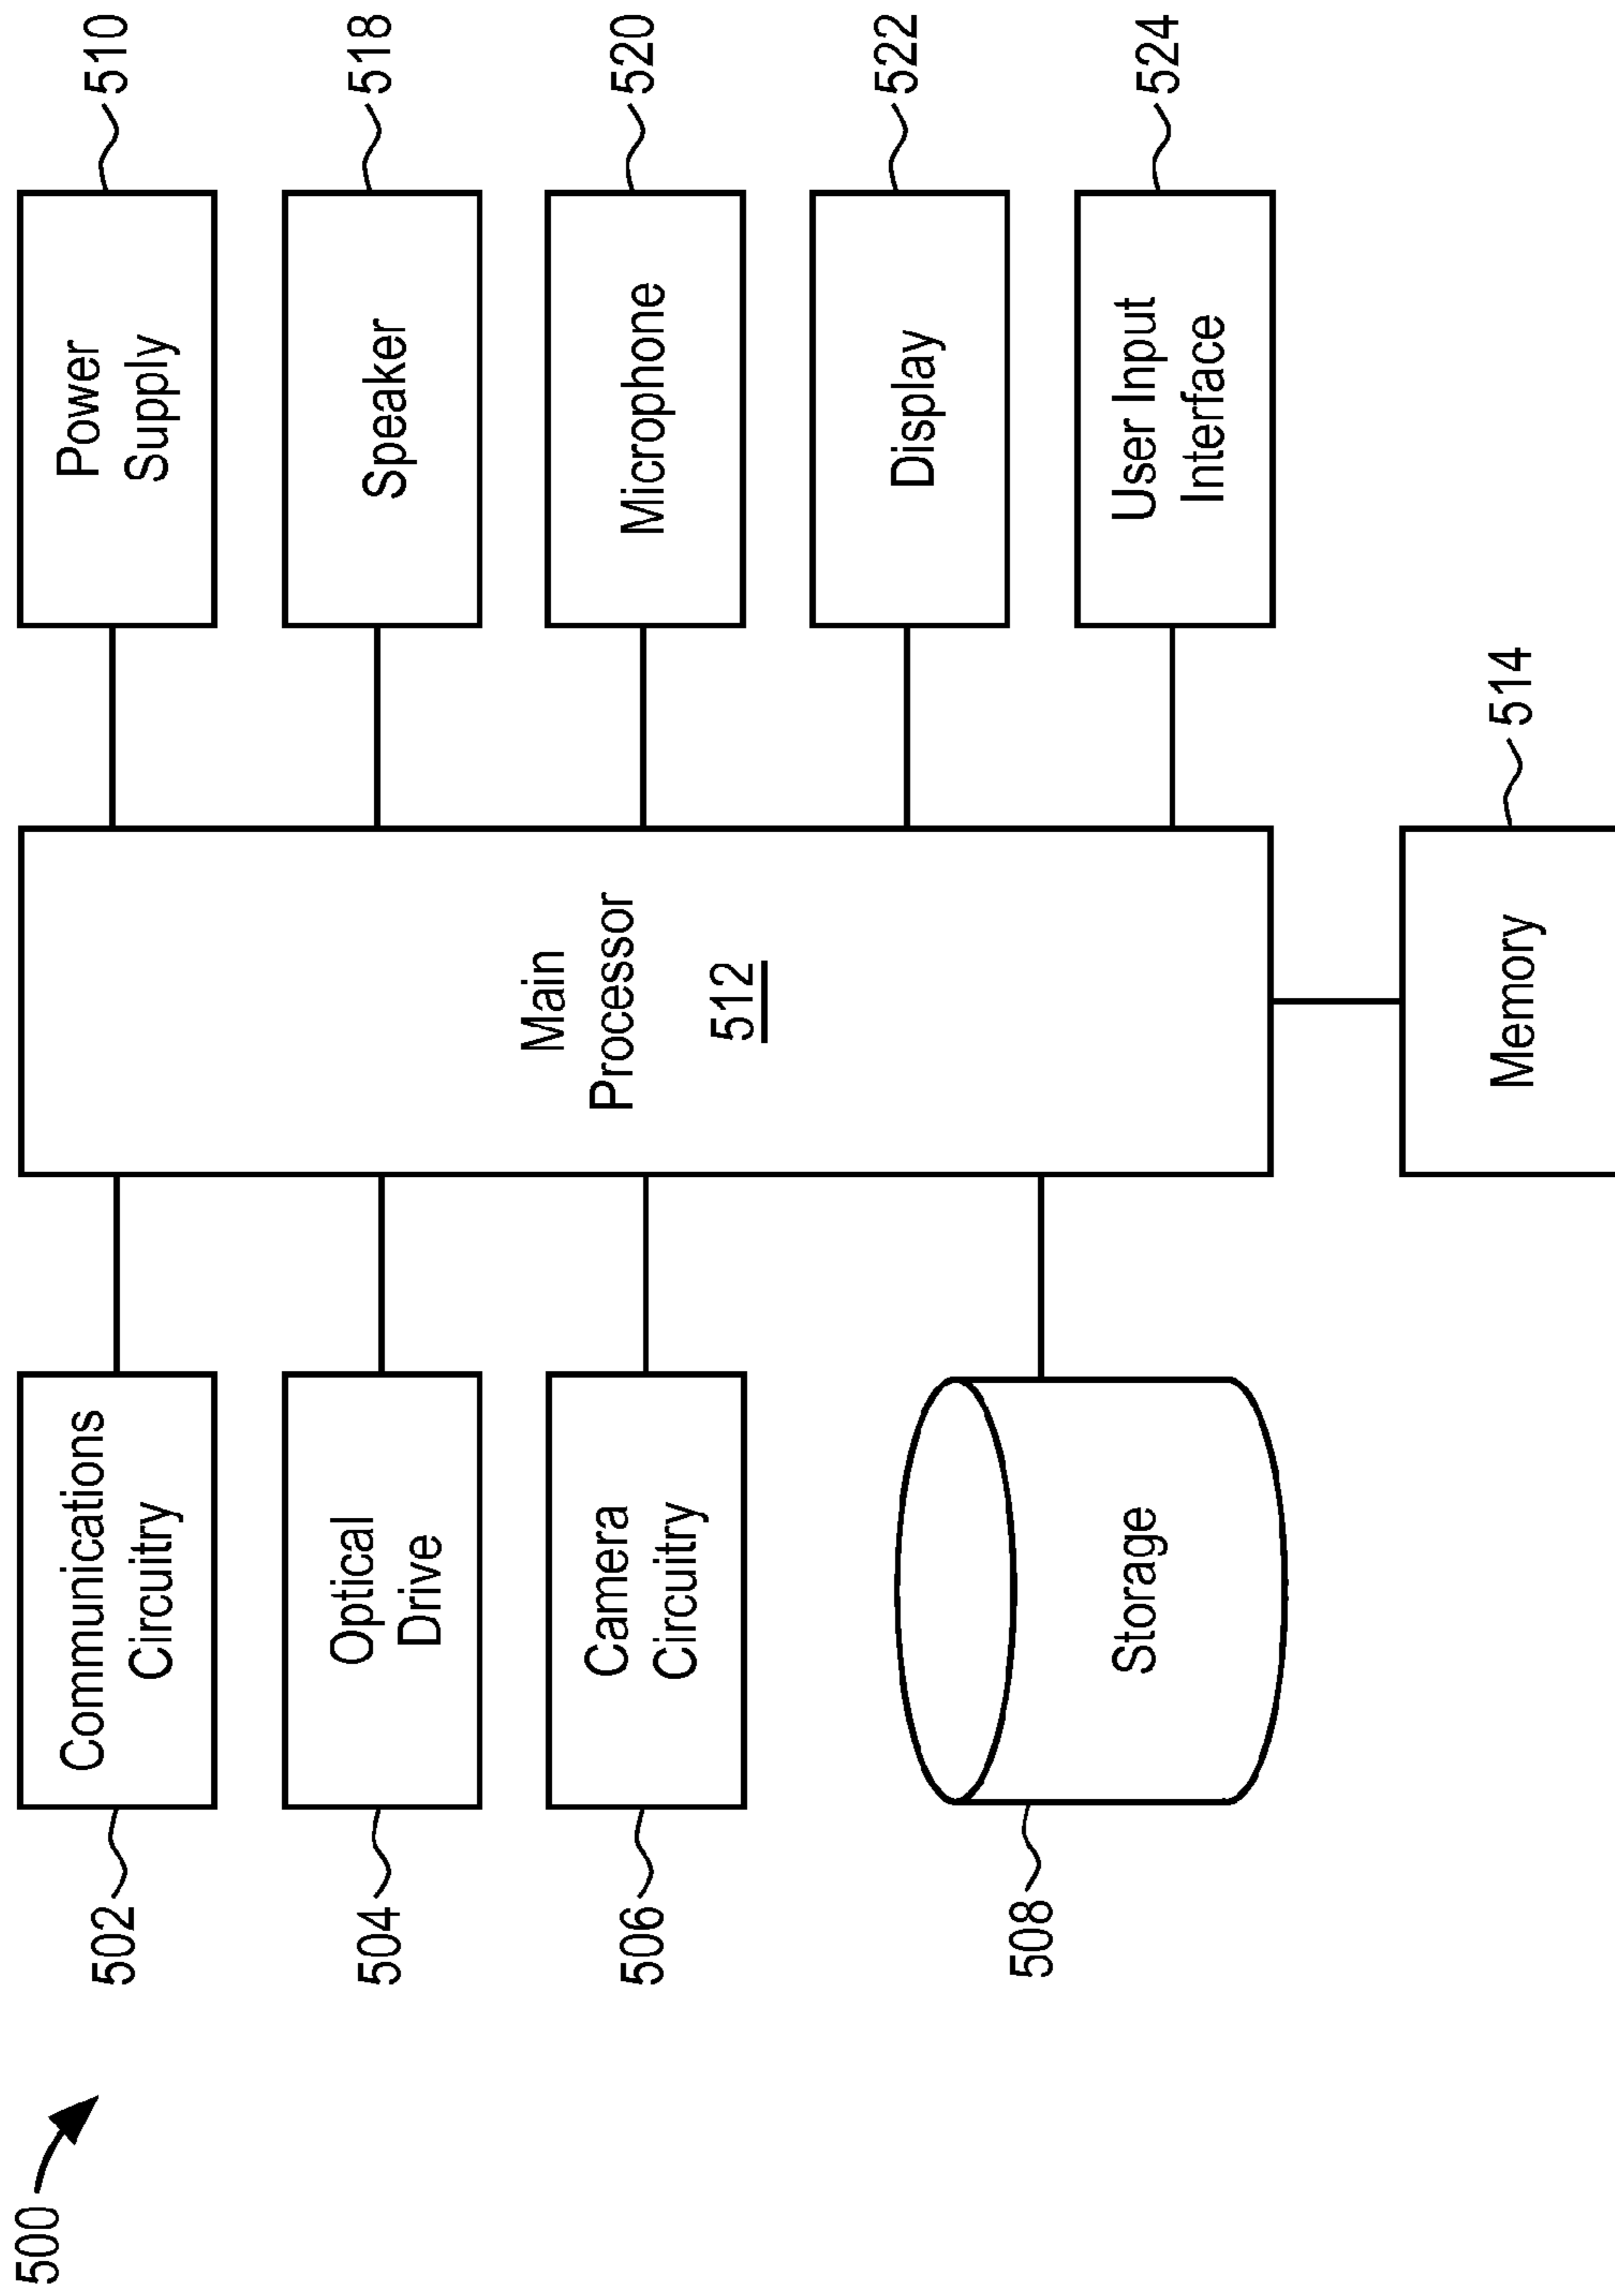 500
502
Communications
Circuitry
504
Optical
Drive
506
Camera
Circuitry
508
Storage
Main
Processor
512
Power
Supply
510
Speaker
518
Microphone
520
Display
522
User Input
Interface
524
Memory
514